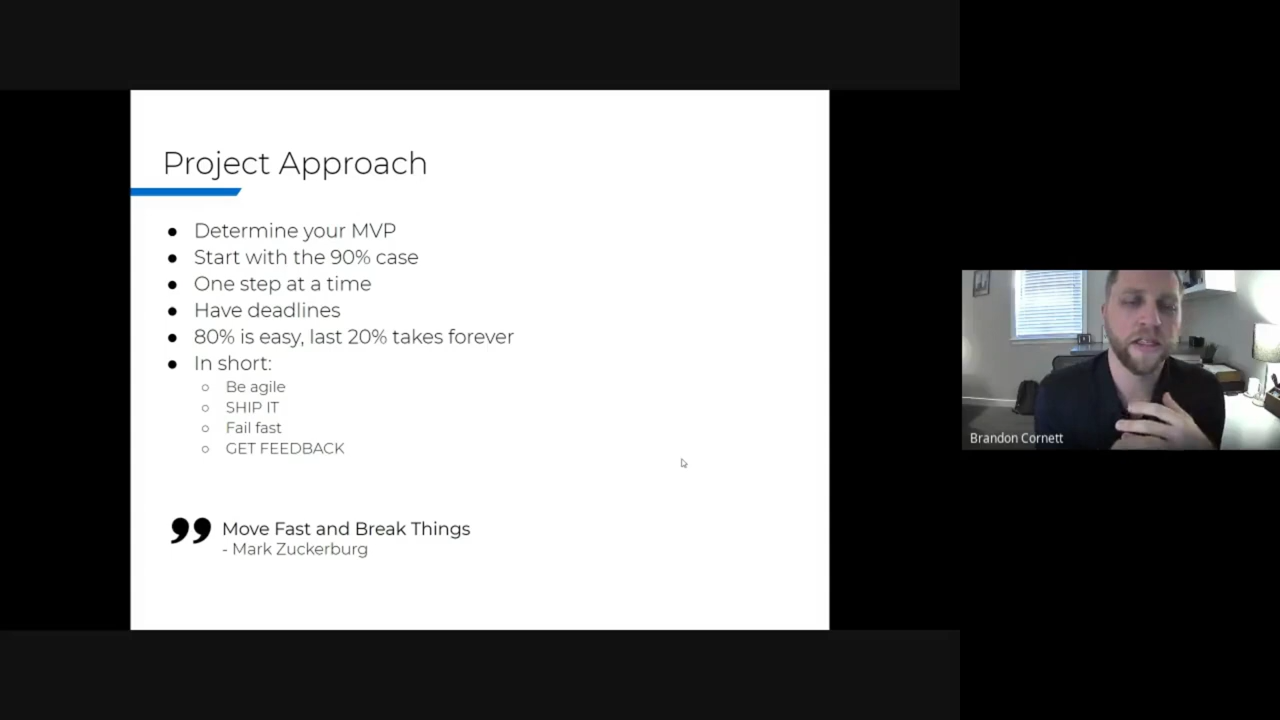 Project Approach
● Determine your MVP
● Start with the 90% case
● One step at a time
● Have deadlines
● 80% is easy, last 20% takes forever
● In short:
○ Be agile
○ SHIP IT
○ Fail fast
○ GET FEEDBACK
” Move Fast and Break Things
- Mark Zuckerburg
Brandon Cornett